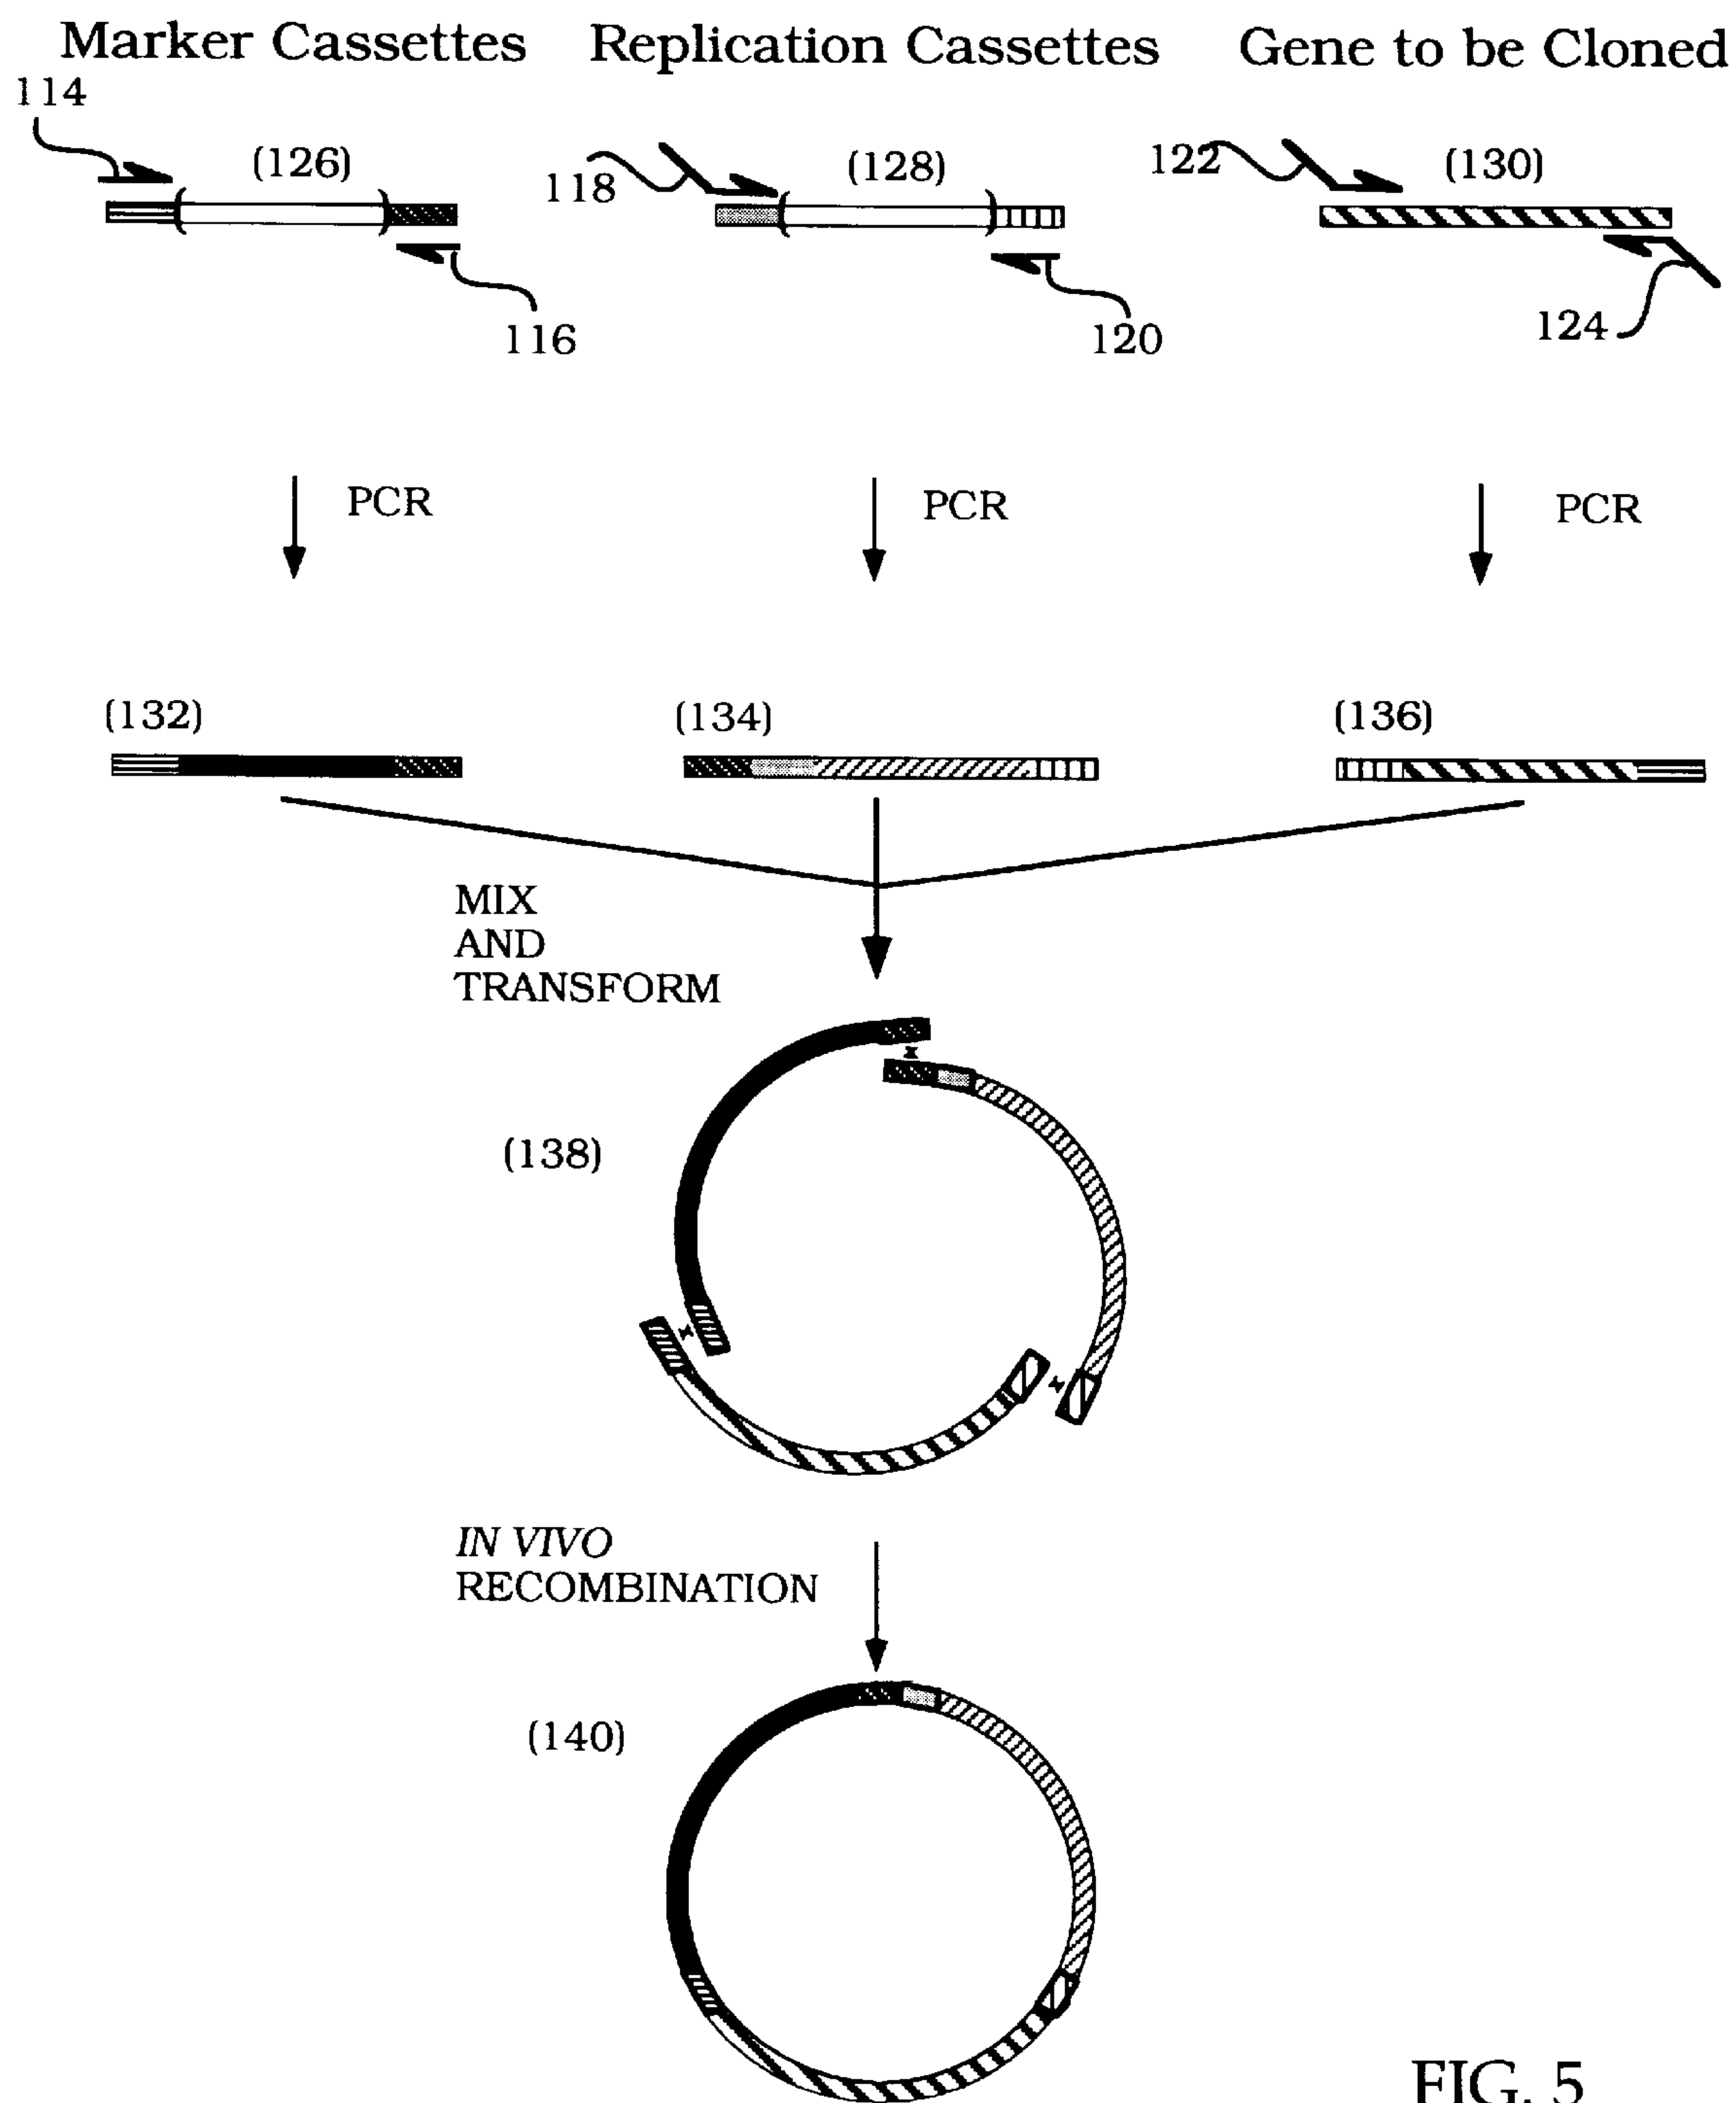 Marker Cassettes
Replication Cassettes
Gene to be Cloned
114
(126)
118
(128)
122
(130)
116
120
124
PCR
PCR
PCR
(132)
(134)
(136)
MIX
AND
TRANSFORM
(138)
IN VIVO
RECOMBINATION
(140)
FIG. 5